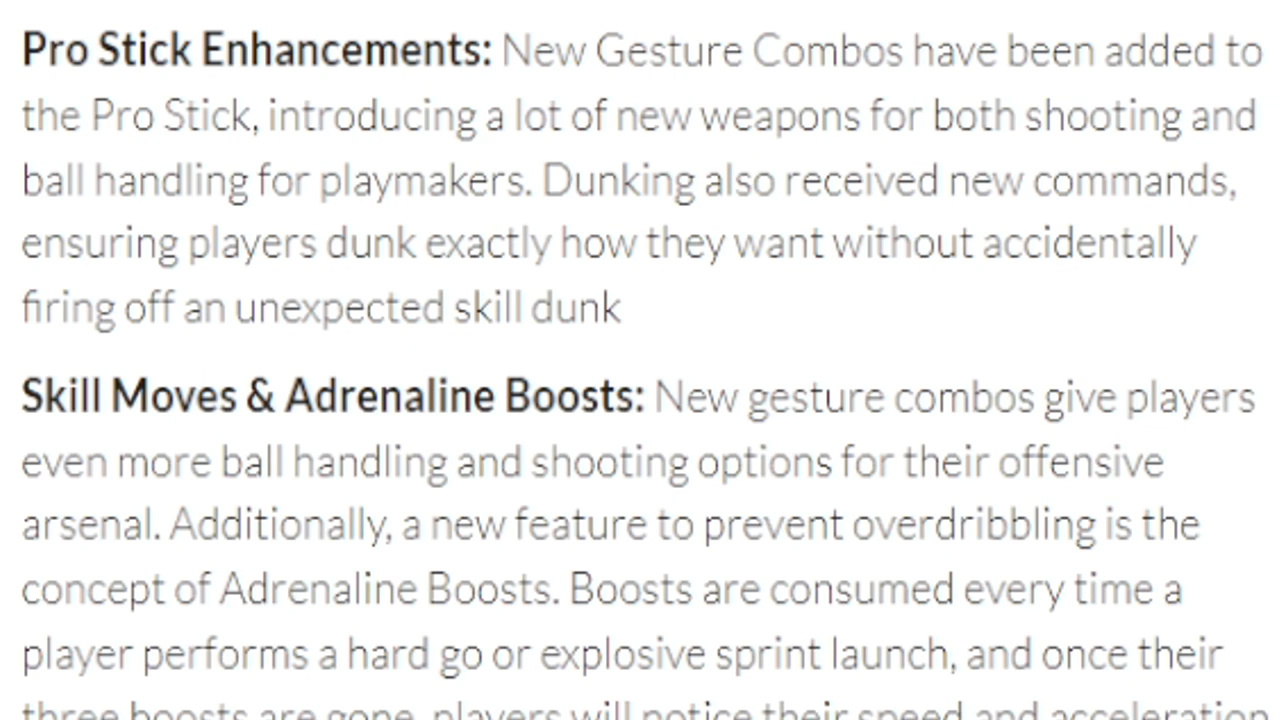 Pro Stick Enhancements: New Gesture Combos have been added to
the Pro Stick, introducing a lot of new weapons for both shooting and
ball handling for playmakers. Dunking also received new commands,
ensuring players dunk exactly how they want without accidentally
firing off an unexpected skill dunk
Skill Moves & Adrenaline Boosts: New gesture combos give players
even more ball handling and shooting options for their offensive
arsenal. Additionally, a new feature to prevent overdribbling is the
concept of Adrenaline Boosts. Boosts are consumed every time a
player performs a hard go or explosive sprint launch, and once their
three boosts are gone, players will notice their speed and acceleration